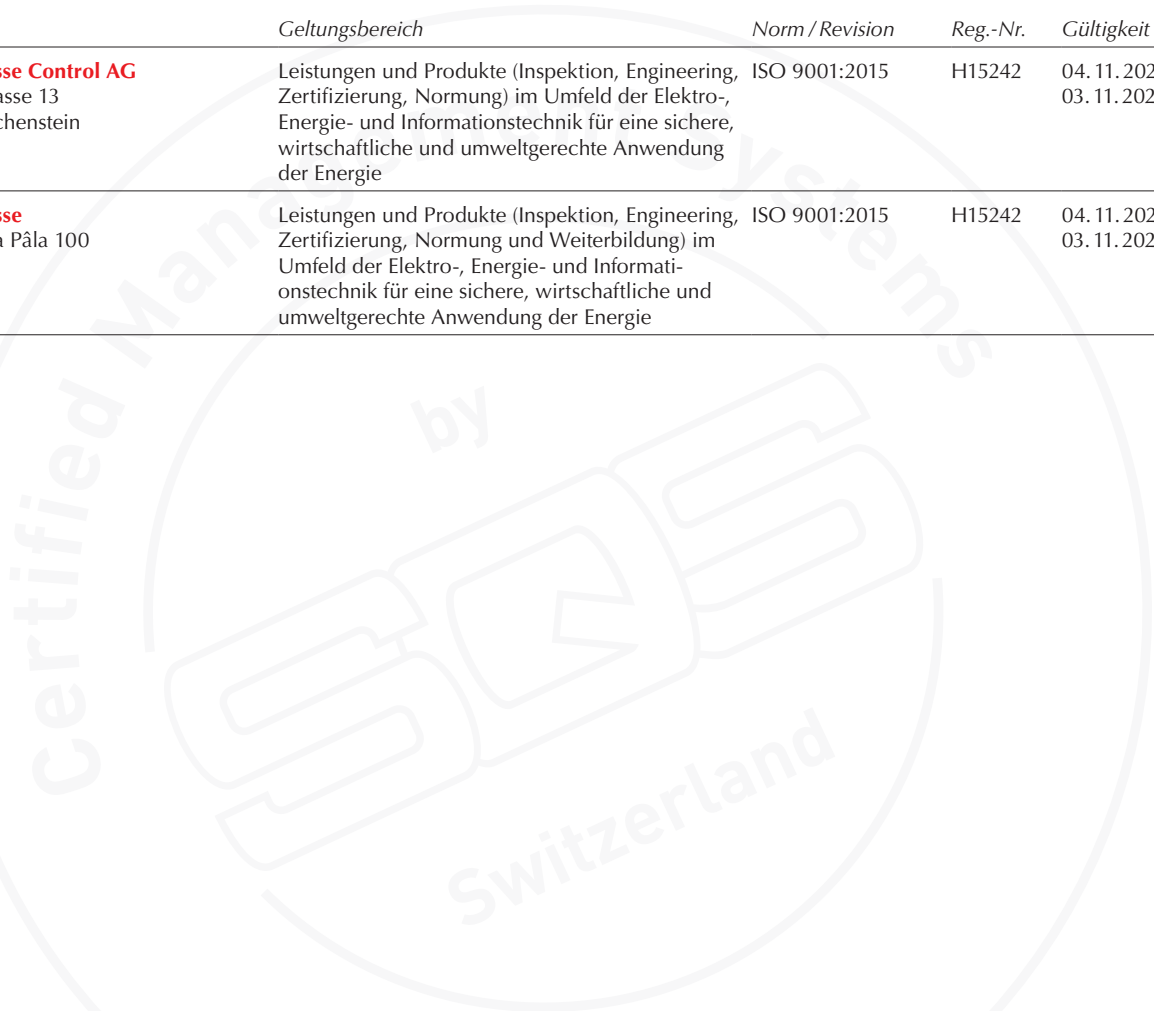 Geltungsbereich Norm / Revision Reg.-Nr. Gültigkeit
sse Control AG Leistungen und Produkte (Inspektion, Engineering, ISO 9001:2015 H15242 04. 11. 202
asse 13 Zertifizierung, Normung) im Umfeld der Elektro-, 03. 11. 202
chenstein Energie- und Informationstechnik für eine sichere,
wirtschaftliche und umweltgerechte Anwendung
der Energie
sse Leistungen und Produkte (Inspektion, Engineering, ISO 9001:2015 H15242 04. 11. 202
a Pâla 100 Zertifizierung, Normung und Weiterbildung) im 03. 11. 202
Umfeld der Elektro-, Energie- und Informati-
onstechnik für eine sichere, wirtschaftliche und
umweltgerechte Anwendung der Energie
Certified Management Systems
by
SQS
Switzerland